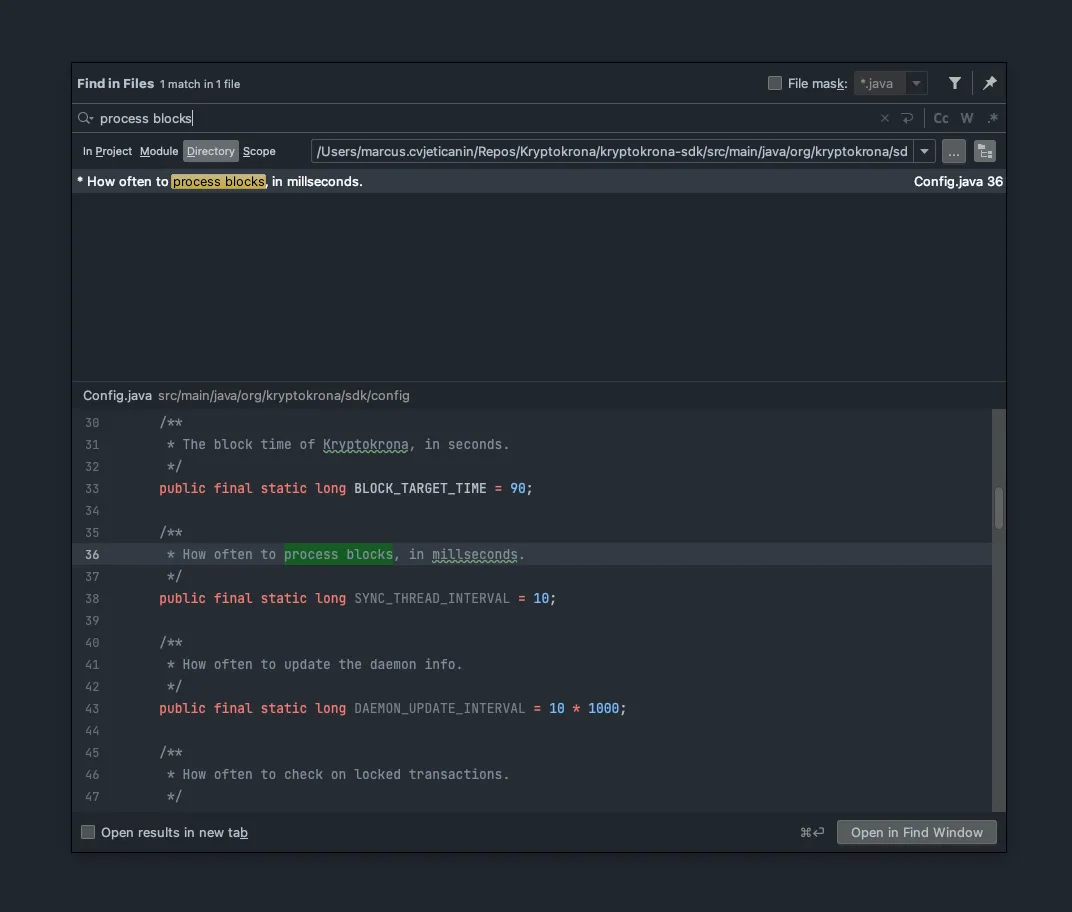 Find in Files 1 match in 1 file File mask: *.java
process blocks Cc W .*
In Project Module Directory Scope /Users/marcus.cvjeticanin/Repos/Kryptokrona/kryptokrona-sdk/src/main/java/org/kryptokrona/sd ...
* How often to process blocks, in millseconds. Config.java 36
Config.java src/main/java/org/kryptokrona/sdk/config
30 /**
31 * The block time of Kryptokrona, in seconds.
32 */
33 public final static long BLOCK_TARGET_TIME = 90;
34
35 /**
36 * How often to process blocks, in millseconds.
37 */
38 public final static long SYNC_THREAD_INTERVAL = 10;
39
40 /**
41 * How often to update the daemon info.
42 */
43 public final static long DAEMON_UPDATE_INTERVAL = 10 * 1000;
44
45 /**
46 * How often to check on locked transactions.
47 */
Open results in new tab ⌘⏎ Open in Find Window